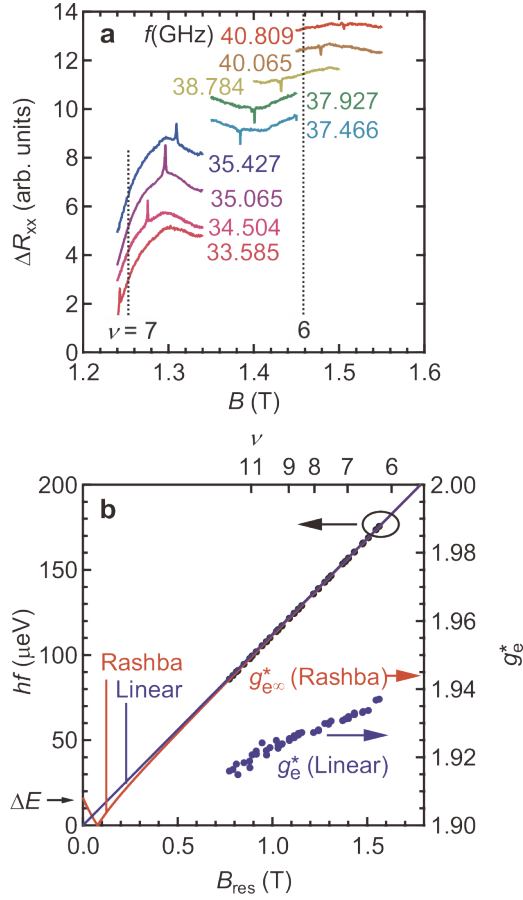 14
12
10
8
6
4
2
0
ΔRxx (arb. units)
a
f(GHz)
40.809
40.065
38.784
37.927
37.466
35.427
35.065
34.504
33.585
ν = 7
6
1.2 1.3 1.4 1.5 1.6
B (T)
ν
11 9 8 7 6
b
200
150
100
50
0
hf (μeV)
ΔE
Rashba
Linear
g*e∞ (Rashba)
g*e (Linear)
2.00
1.98
1.96
1.94
1.92
1.90
g*e
0.0 0.5 1.0 1.5
Bres (T)